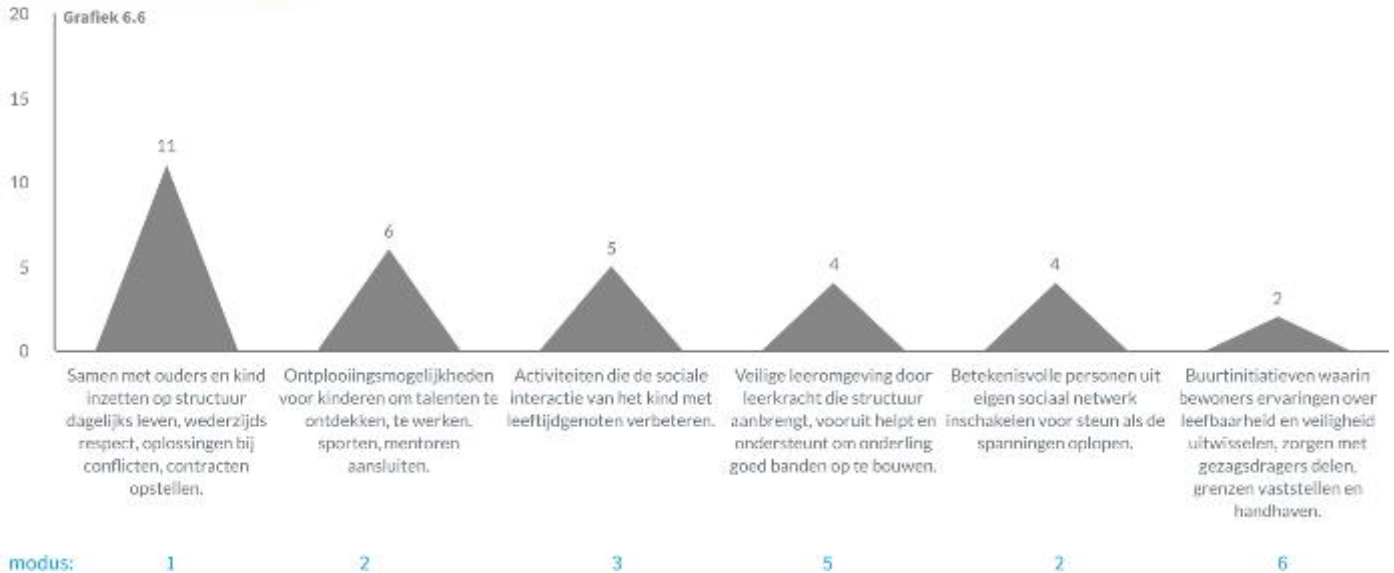 20
Grafiek 6.6
15
11
10
6
5
5
4
4
2
0
Samen met ouders en kind
inzetten op structuur
dagelijks leven, wederzijds
respect, oplossingen bij
conflicten, contracten
opstellen.
Ontplooiingsmogelijkheden
voor kinderen om talenten te
ontdekken, te werken,
sporten, mentoren
aansluiten.
Activiteiten die de sociale
interactie van het kind met
leeftijdgenoten verbeteren.
Veilige leeromgeving door
leerkracht die structuur
aanbrengt, vooruit helpt en
ondersteunt om onderling
goed banden op te bouwen.
Betekenisvolle personen uit
eigen sociaal netwerk
inschakelen voor steun als de
spanningen oplopen.
Buurtinitiatieven waarin
bewoners ervaringen over
leefbaarheid en veiligheid
uitwisselen, zorgen met
gezagsdragers delen,
grenzen vaststellen en
handhaven.
modus: 1 2 3 5 2 6